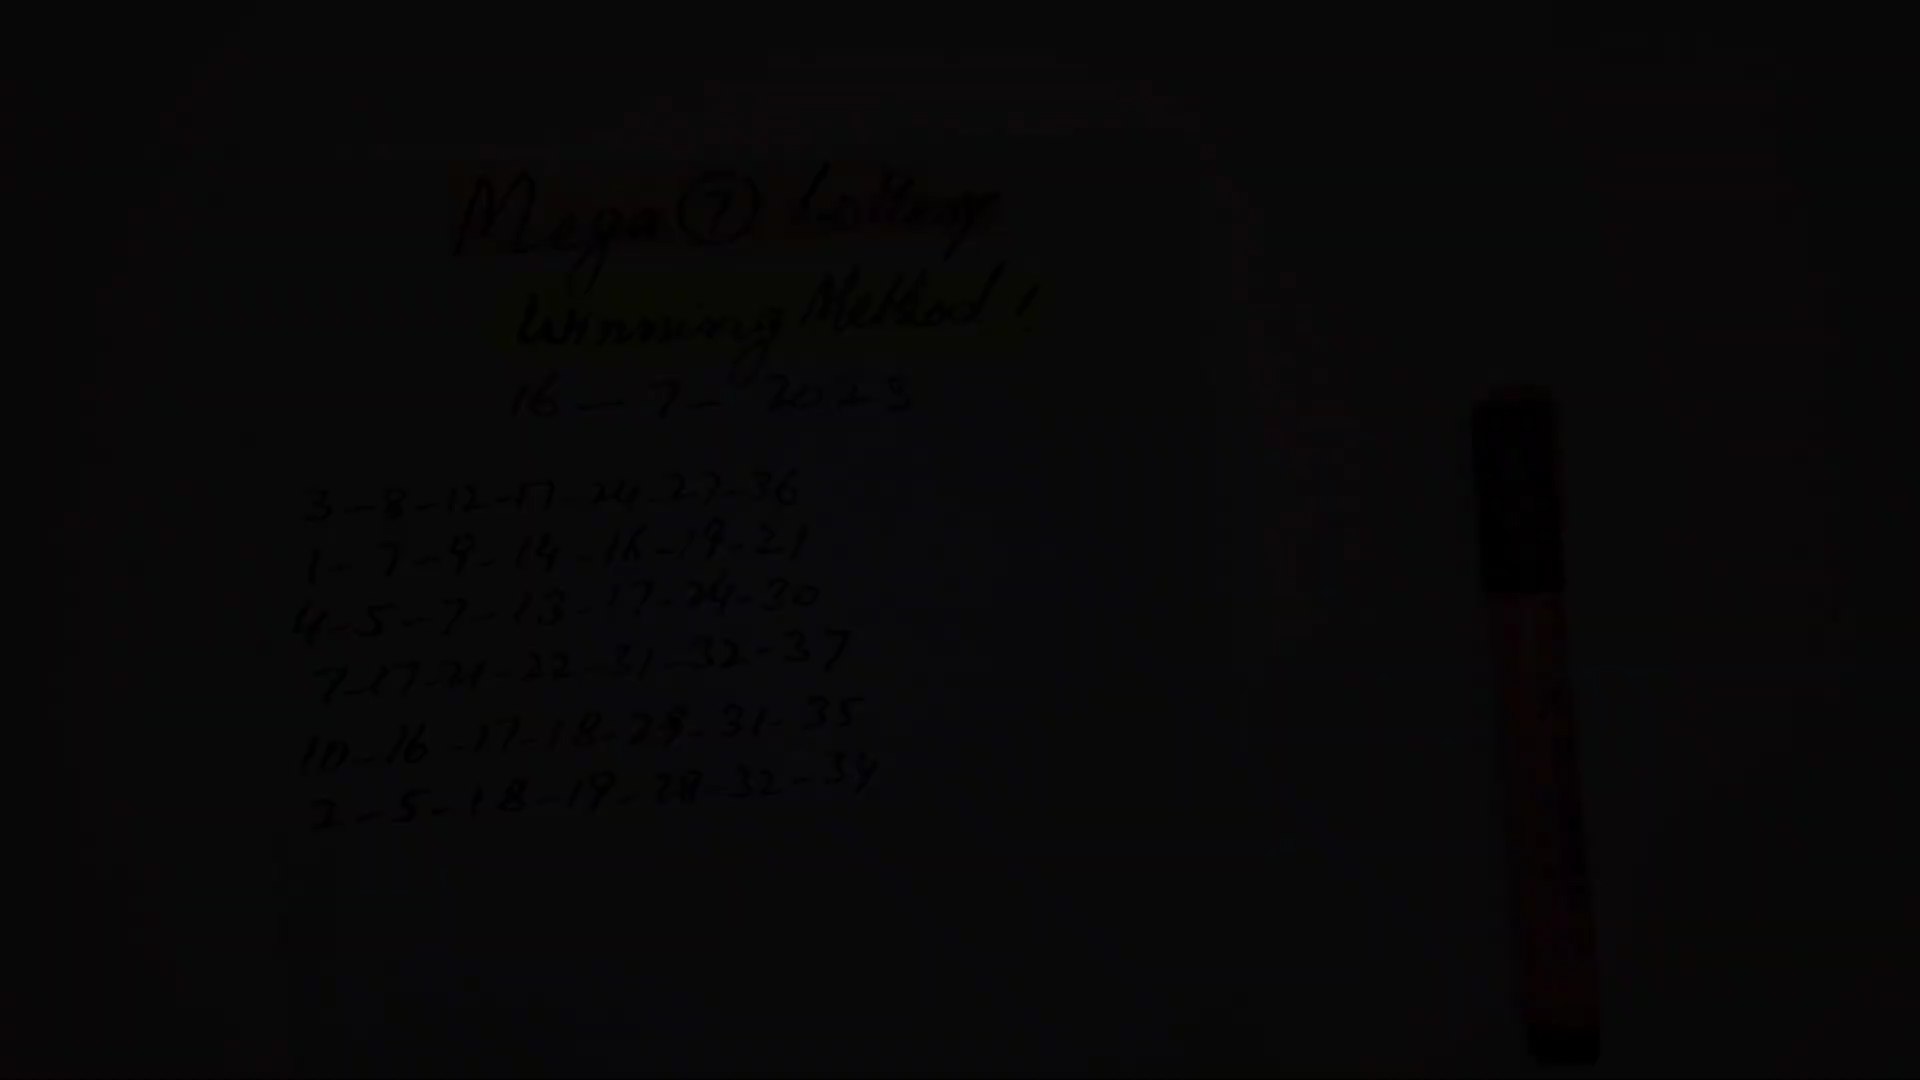 Mega 7 Lottery
Winning Method!
16 - 7 - 2025
3-8-12-17-24-27-36
1-7-9-14-16-19-21
4-5-7-13-17-24-30
7-17-21-22-31-32-37
10-16-17-18-29-31-35
2-5-18-19-28-32-34